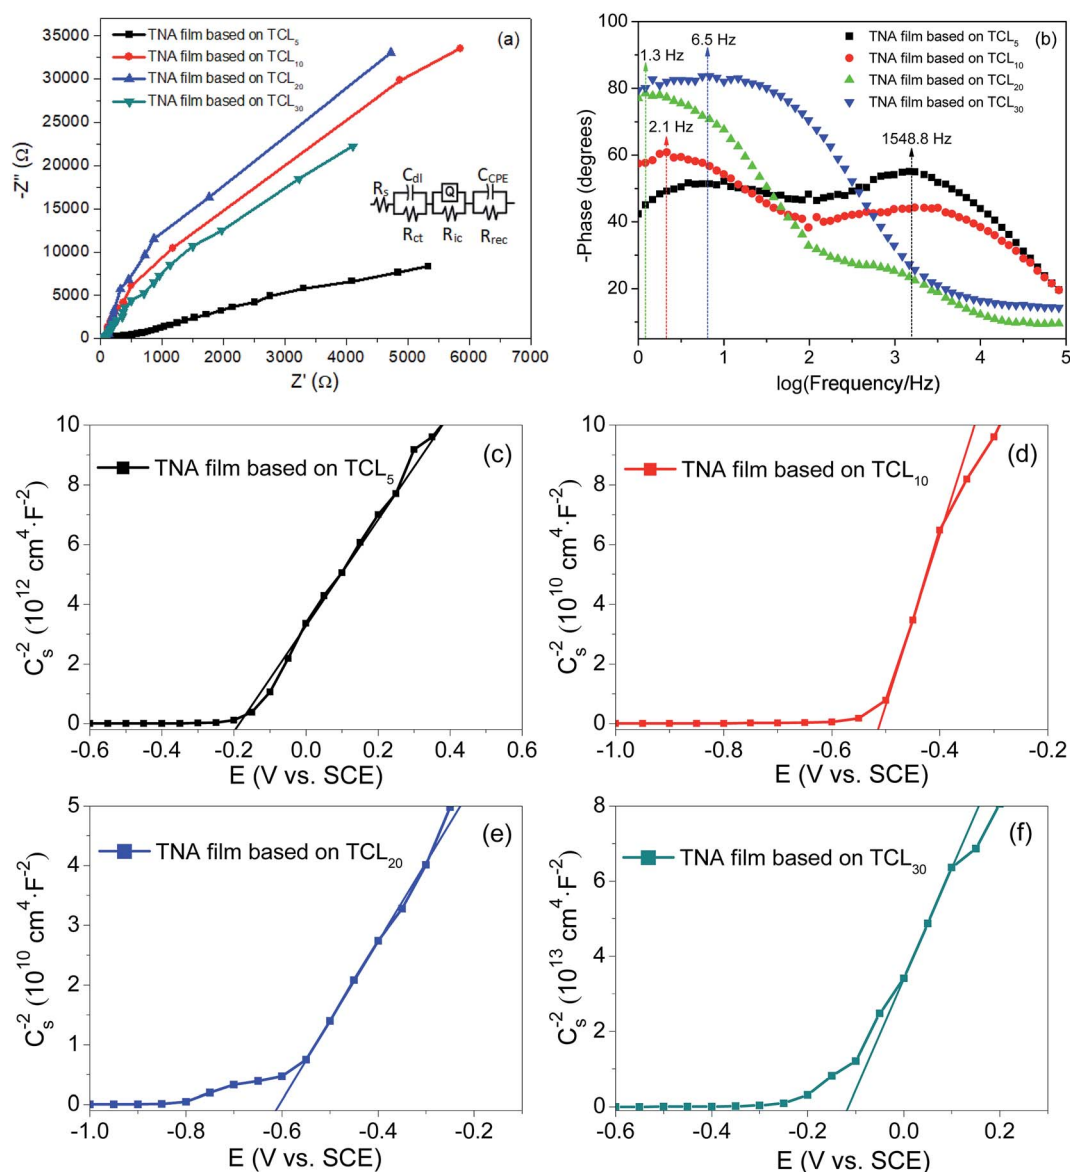 (a)
TNA film based on TCL5
TNA film based on TCL10
TNA film based on TCL20
TNA film based on TCL30
35000
30000
25000
20000
15000
10000
5000
0
-Z'' (Ω)
Rs
Cdl
Q
CCPE
Rct
Ric
Rrec
0 1000 2000 3000 4000 5000 6000 7000
Z' (Ω)
(b)
TNA film based on TCL5
TNA film based on TCL10
TNA film based on TCL20
TNA film based on TCL30
1.3 Hz
6.5 Hz
2.1 Hz
1548.8 Hz
100
80
60
40
20
-Phase (degrees)
0 1 2 3 4 5
log(Frequency/Hz)
(c)
TNA film based on TCL5
10
8
6
4
2
0
Cs-2 (10^12 cm4·F-2)
-0.6 -0.4 -0.2 0.0 0.2 0.4 0.6
E (V vs. SCE)
(d)
TNA film based on TCL10
10
8
6
4
2
0
Cs-2 (10^10 cm4·F-2)
-1.0 -0.8 -0.6 -0.4 -0.2
E (V vs. SCE)
(e)
TNA film based on TCL20
5
4
3
2
1
0
Cs-2 (10^10 cm4·F-2)
-1.0 -0.8 -0.6 -0.4 -0.2
E (V vs. SCE)
(f)
TNA film based on TCL30
8
6
4
2
0
Cs-2 (10^13 cm4·F-2)
-0.6 -0.4 -0.2 0.0 0.2
E (V vs. SCE)